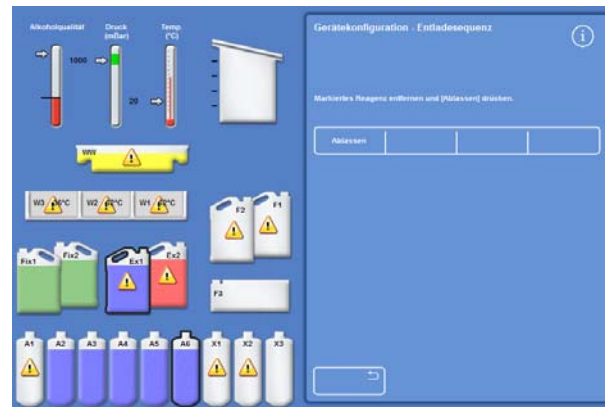 Alkoholqualität Druck (mBar) Temp. (°C)
1000
20
WW
W3 W2 W1
F2 F1
Fix1 Fix2 Ex1 Ex2
F3
A1 A2 A3 A4 A5 A6 X1 X2 X3
Gerätekonfiguration - Entladesequenz
Markiertes Reagenz entfernen und [Ablassen] drücken.
Ablassen